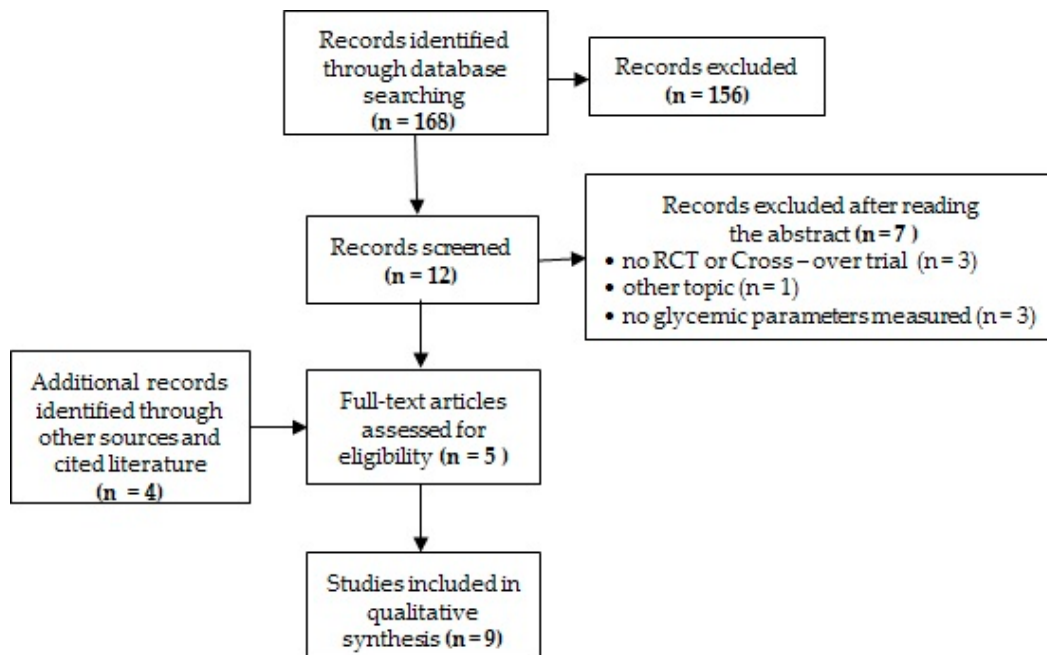 Records identified
through database
searching
(n = 168)
Records excluded
(n = 156)
Records screened
(n = 12)
Records excluded after reading
the abstract (n = 7 )
• no RCT or Cross – over trial (n = 3)
• other topic (n = 1)
• no glycemic parameters measured (n = 3)
Additional records
identified through
other sources and
cited literature
(n = 4)
Full-text articles
assessed for
eligibility (n = 5 )
Studies included in
qualitative
synthesis (n = 9)